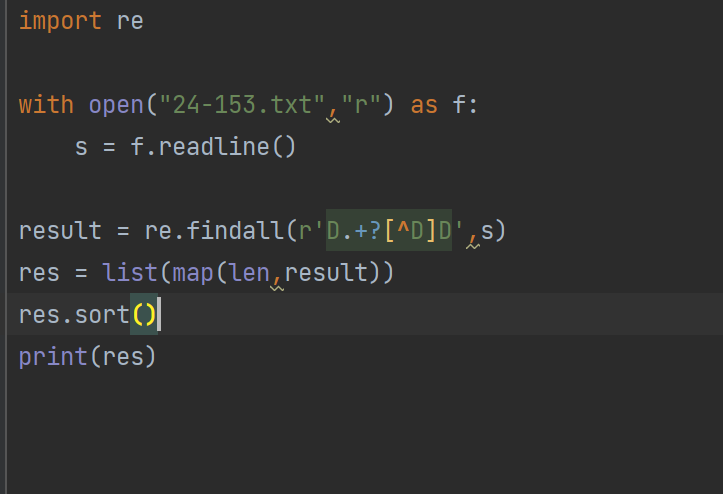 import re
with open("24-153.txt","r") as f:
    s = f.readline()
result = re.findall(r'D.+?[^D]D',s)
res = list(map(len,result))
res.sort()
print(res)